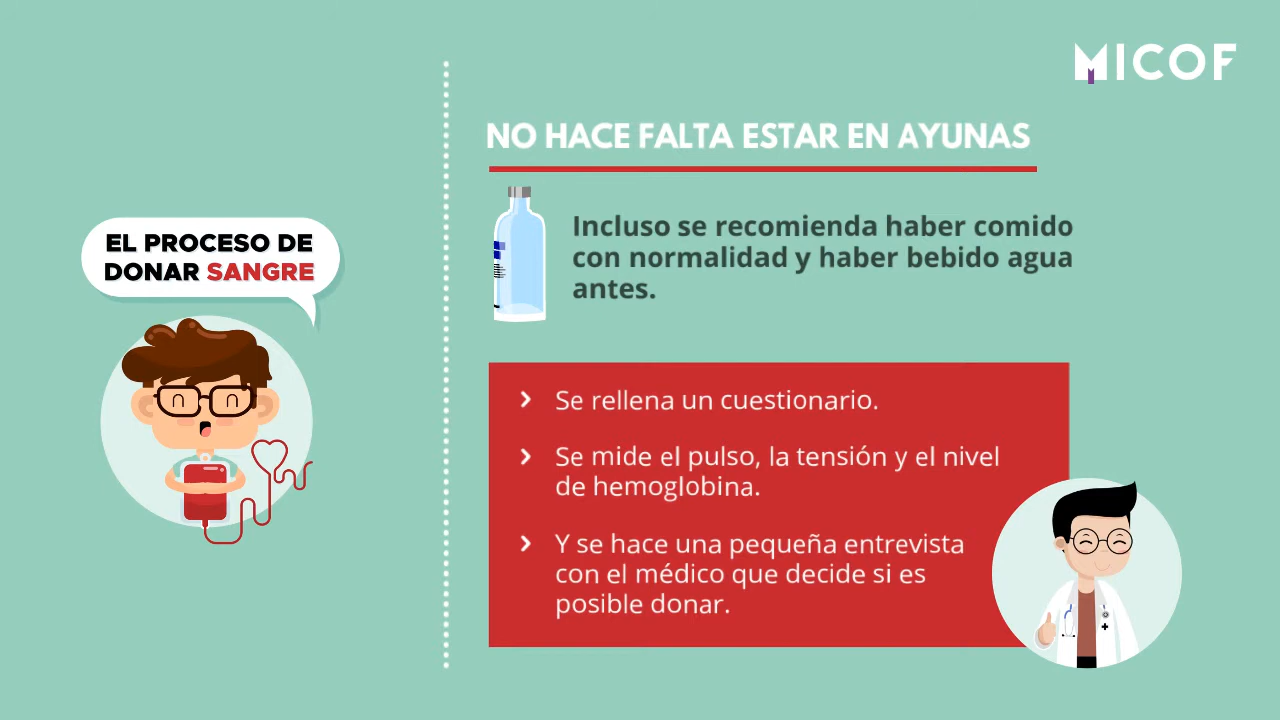 MICOF
NO HACE FALTA ESTAR EN AYUNAS
EL PROCESO DE
DONAR SANGRE
Incluso se recomienda haber comido
con normalidad y haber bebido agua
antes.
Se rellena un cuestionario.
Se mide el pulso, la tensión y el nivel
de hemoglobina.
Y se hace una pequeña entrevista
con el médico que decide si es
posible donar.